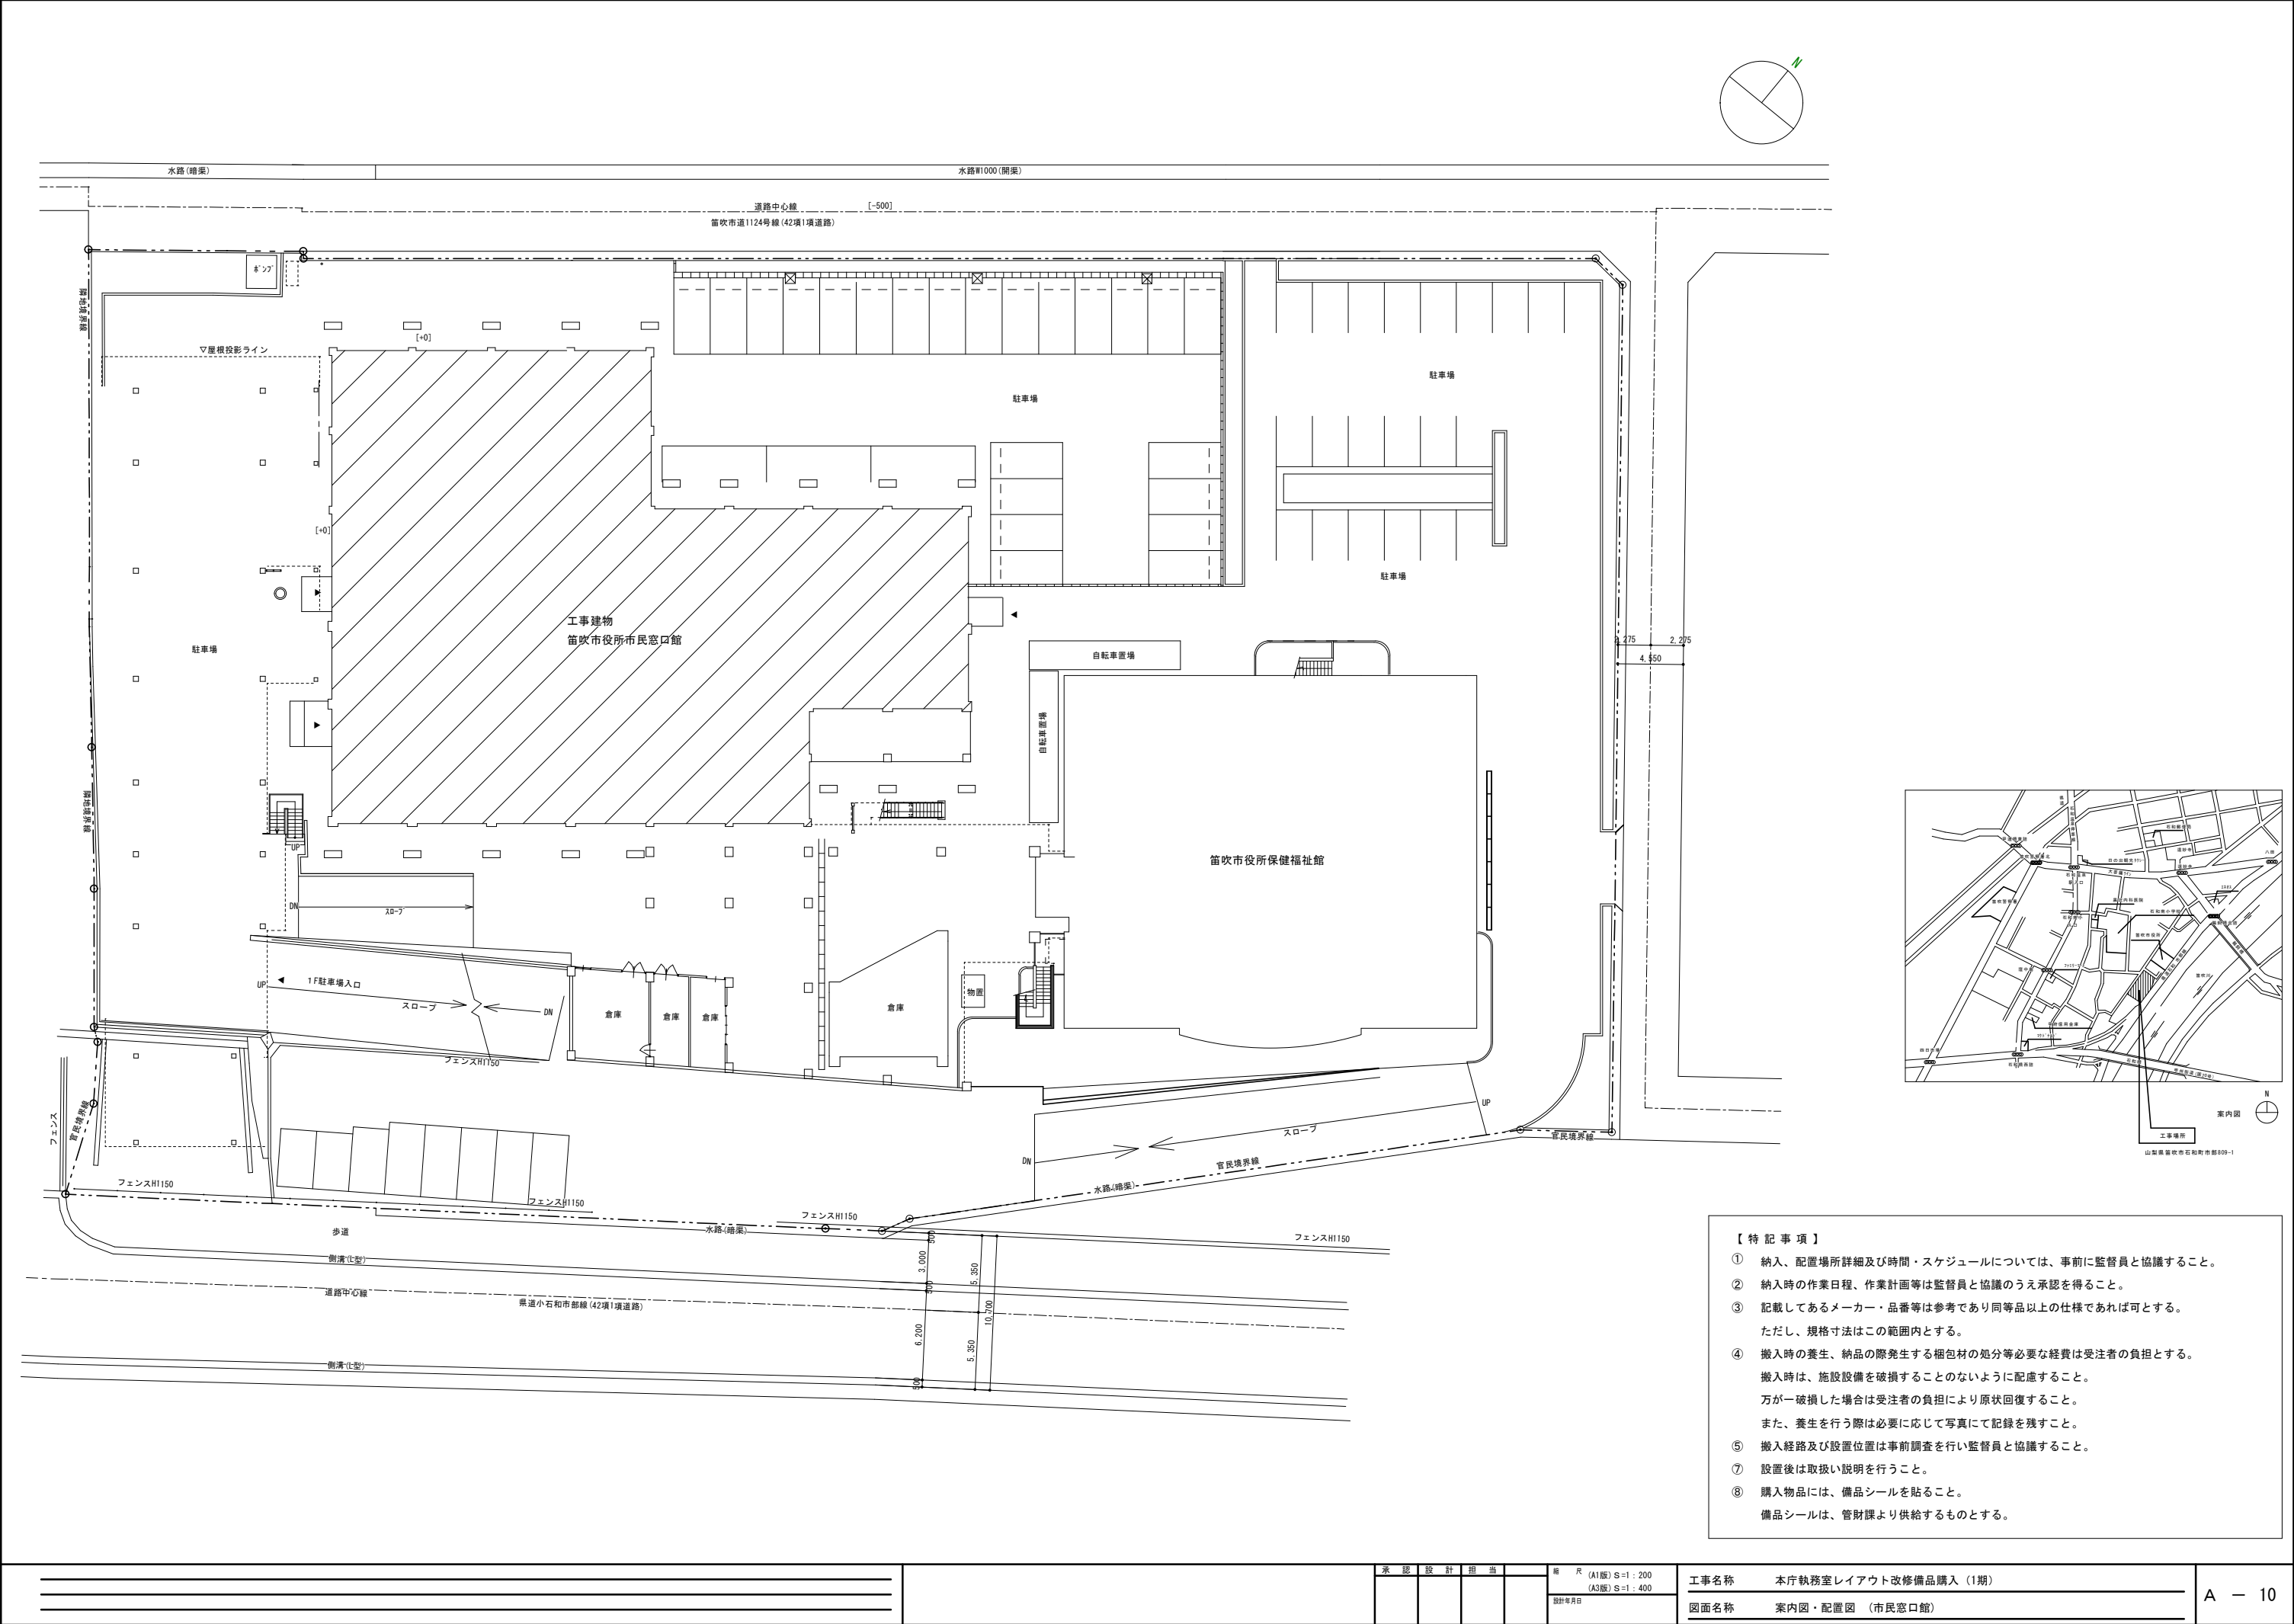 N
水路(暗渠)
水路W1000(開渠)
道路中心線
[-500]
笛吹市道1124号線(42項1項道路)
ポンプ
隣地境界線
[+0]
▽屋根投影ライン
駐車場
駐車場
[+0]
駐車場
工事建物
笛吹市役所市民窓口館
駐車場
自転車置場
2,275
2,275
4,550
自転車置場
隣地境界線
UP
笛吹市役所保健福祉館
DN
スロープ
UP
1F駐車場入口
スロープ
DN
倉庫
倉庫
倉庫
倉庫
物置
フェンスH1150
フェンス
官民境界線
UP
スロープ
DN
官民境界線
官民境界線
水路(暗渠)
フェンスH1150
フェンスH1150
フェンスH1150
フェンスH1150
歩道
水路(暗渠)
側溝(L型)
道路中心線
県道小石和市部線(42項1項道路)
側溝(L型)
500
3,000
500
6,200
500
5,350
5,350
10,700
笛吹市役所
笛吹川
N
案内図
工事場所
山梨県笛吹市石和町市部809-1
【特記事項】
① 納入、配置場所詳細及び時間・スケジュールについては、事前に監督員と協議すること。
② 納入時の作業日程、作業計画等は監督員と協議のうえ承認を得ること。
③ 記載してあるメーカー・品番等は参考であり同等品以上の仕様であれば可とする。
ただし、規格寸法はこの範囲内とする。
④ 搬入時の養生、納品の際発生する梱包材の処分等必要な経費は受注者の負担とする。
搬入時は、施設設備を破損することのないように配慮すること。
万が一破損した場合は受注者の負担により原状回復すること。
また、養生を行う際は必要に応じて写真にて記録を残すこと。
⑤ 搬入経路及び設置位置は事前調査を行い監督員と協議すること。
⑦ 設置後は取扱い説明を行うこと。
⑧ 購入物品には、備品シールを貼ること。
備品シールは、管財課より供給するものとする。
承認 設計 担当
縮尺 (A1版)S=1:200
(A3版)S=1:400
設計年月日
工事名称 本庁執務室レイアウト改修備品購入(1期)
図面名称 案内図・配置図 (市民窓口館)
A － 10